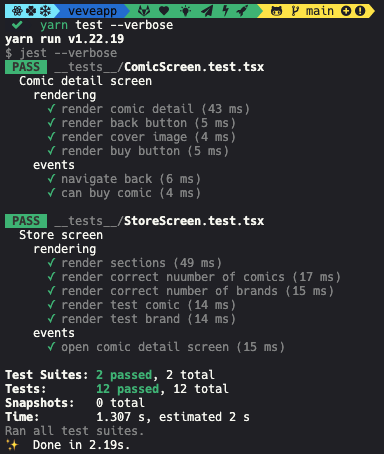 veveapp main
✔ yarn test --verbose
yarn run v1.22.19
$ jest --verbose
PASS __tests__/ComicScreen.test.tsx
Comic detail screen
rendering
✓ render comic detail (43 ms)
✓ render back button (5 ms)
✓ render cover image (4 ms)
✓ render buy button (5 ms)
events
✓ navigate back (6 ms)
✓ can buy comic (4 ms)
PASS __tests__/StoreScreen.test.tsx
Store screen
rendering
✓ render sections (49 ms)
✓ render correct nuumber of comics (17 ms)
✓ render correct number of brands (15 ms)
✓ render test comic (14 ms)
✓ render test brand (14 ms)
events
✓ open comic detail screen (15 ms)
Test Suites: 2 passed, 2 total
Tests: 12 passed, 12 total
Snapshots: 0 total
Time: 1.307 s, estimated 2 s
Ran all test suites.
✨ Done in 2.19s.